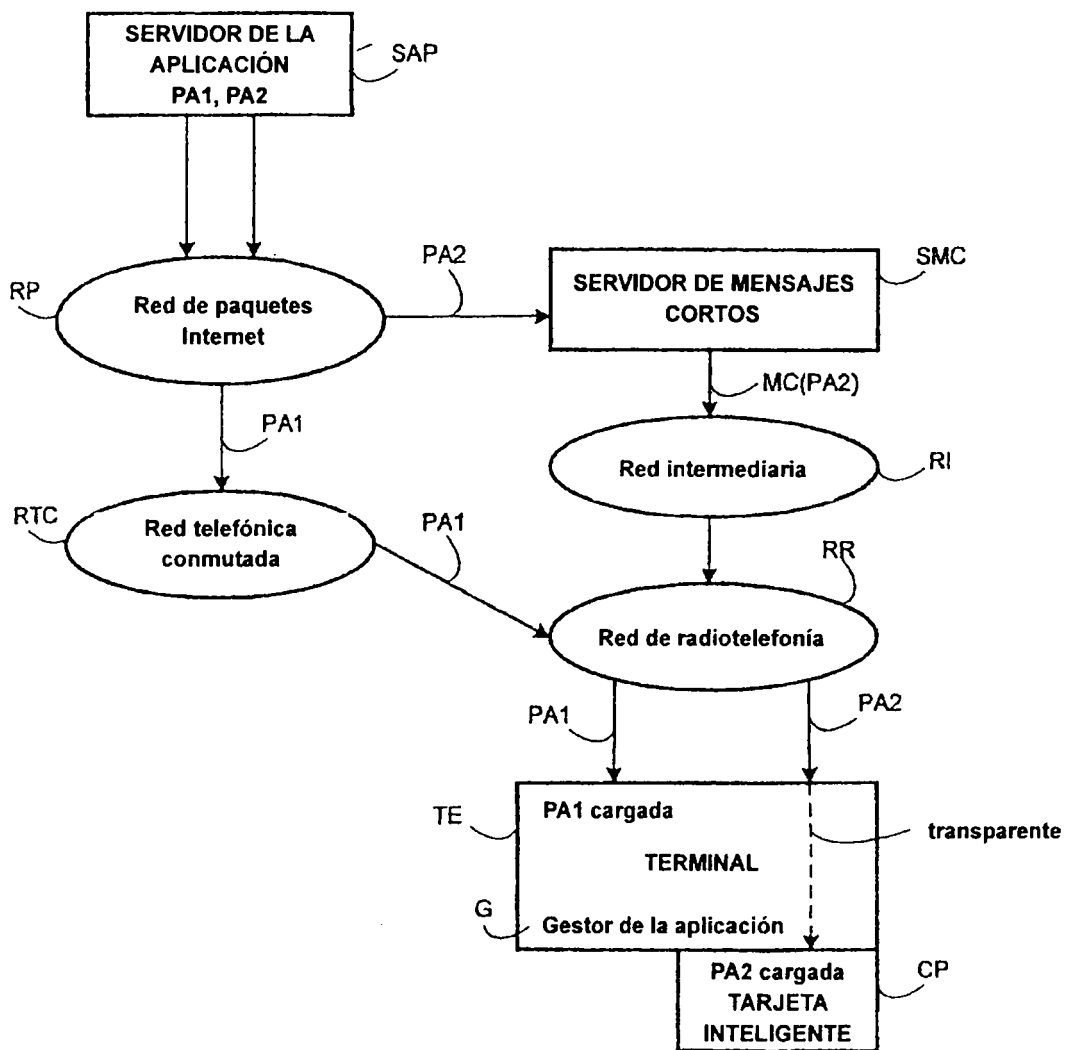 SERVIDOR DE LA
APLICACIÓN
PA1, PA2
SAP
RP
Red de paquetes
Internet
PA2
SERVIDOR DE MENSAJES
CORTOS
SMC
PA1
MC(PA2)
RTC
Red telefónica
conmutada
PA1
Red intermediaria
RI
RR
Red de radiotelefonía
PA1
PA2
TE
PA1 cargada
transparente
TERMINAL
G
Gestor de la aplicación
PA2 cargada
TARJETA
INTELIGENTE
CP